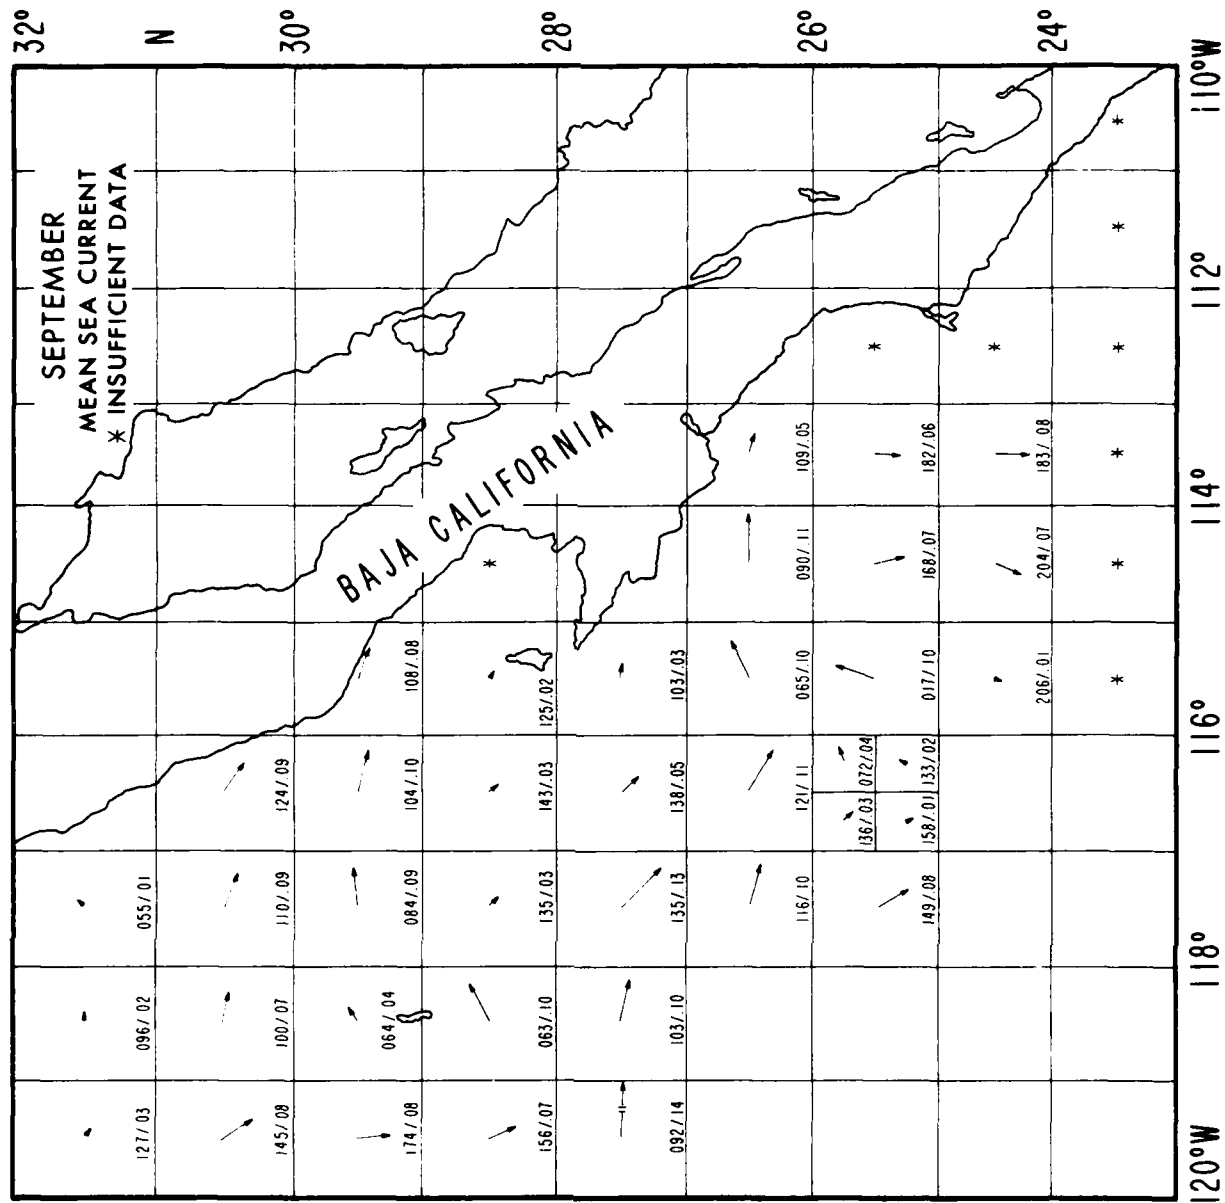 32°
SEPTEMBER
MEAN SEA CURRENT
* INSUFFICIENT DATA
127/.03 096/.02 055/.01
N
145/.08 100/.07 110/.09 124/.09
30°
174/.08 064/.04 084/.09 104/.10 108/.08
BAJA CALIFORNIA
*
156/.07 063/.10 135/.03 143/.03 125/.02
28°
092/.14 103/.10 135/.13 138/.05 103/.03
116/.10 121/.11 065/.10 090/.11 109/.05
26°
136/.03 072/.04
*
149/.08 158/.01 133/.02 017/.10 168/.07 182/.06
*
206/.01 204/.07 183/.08
24°
* * * * * *
120°W 118° 116° 114° 112° 110°W